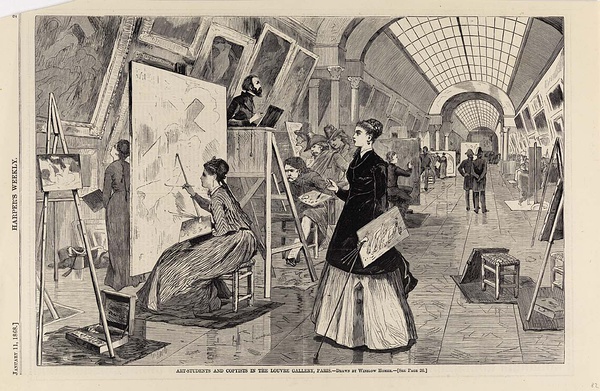 HARPER'S WEEKLY.
JANUARY 11, 1868.]
ART-STUDENTS AND COPYISTS IN THE LOUVRE GALLERY, PARIS.—DRAWN BY WINSLOW HOMER.—[SEE PAGE 26.]